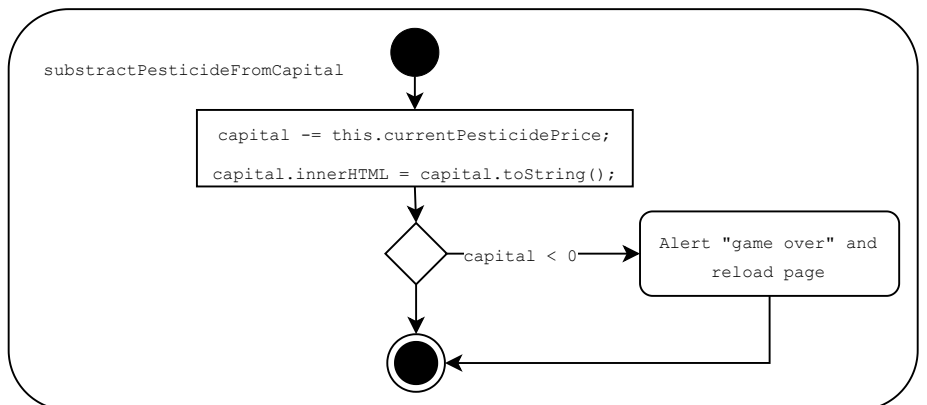 substractPesticideFromCapital
capital -= this.currentPesticidePrice;
capital.innerHTML = capital.toString();
capital < 0
Alert "game over" and
reload page